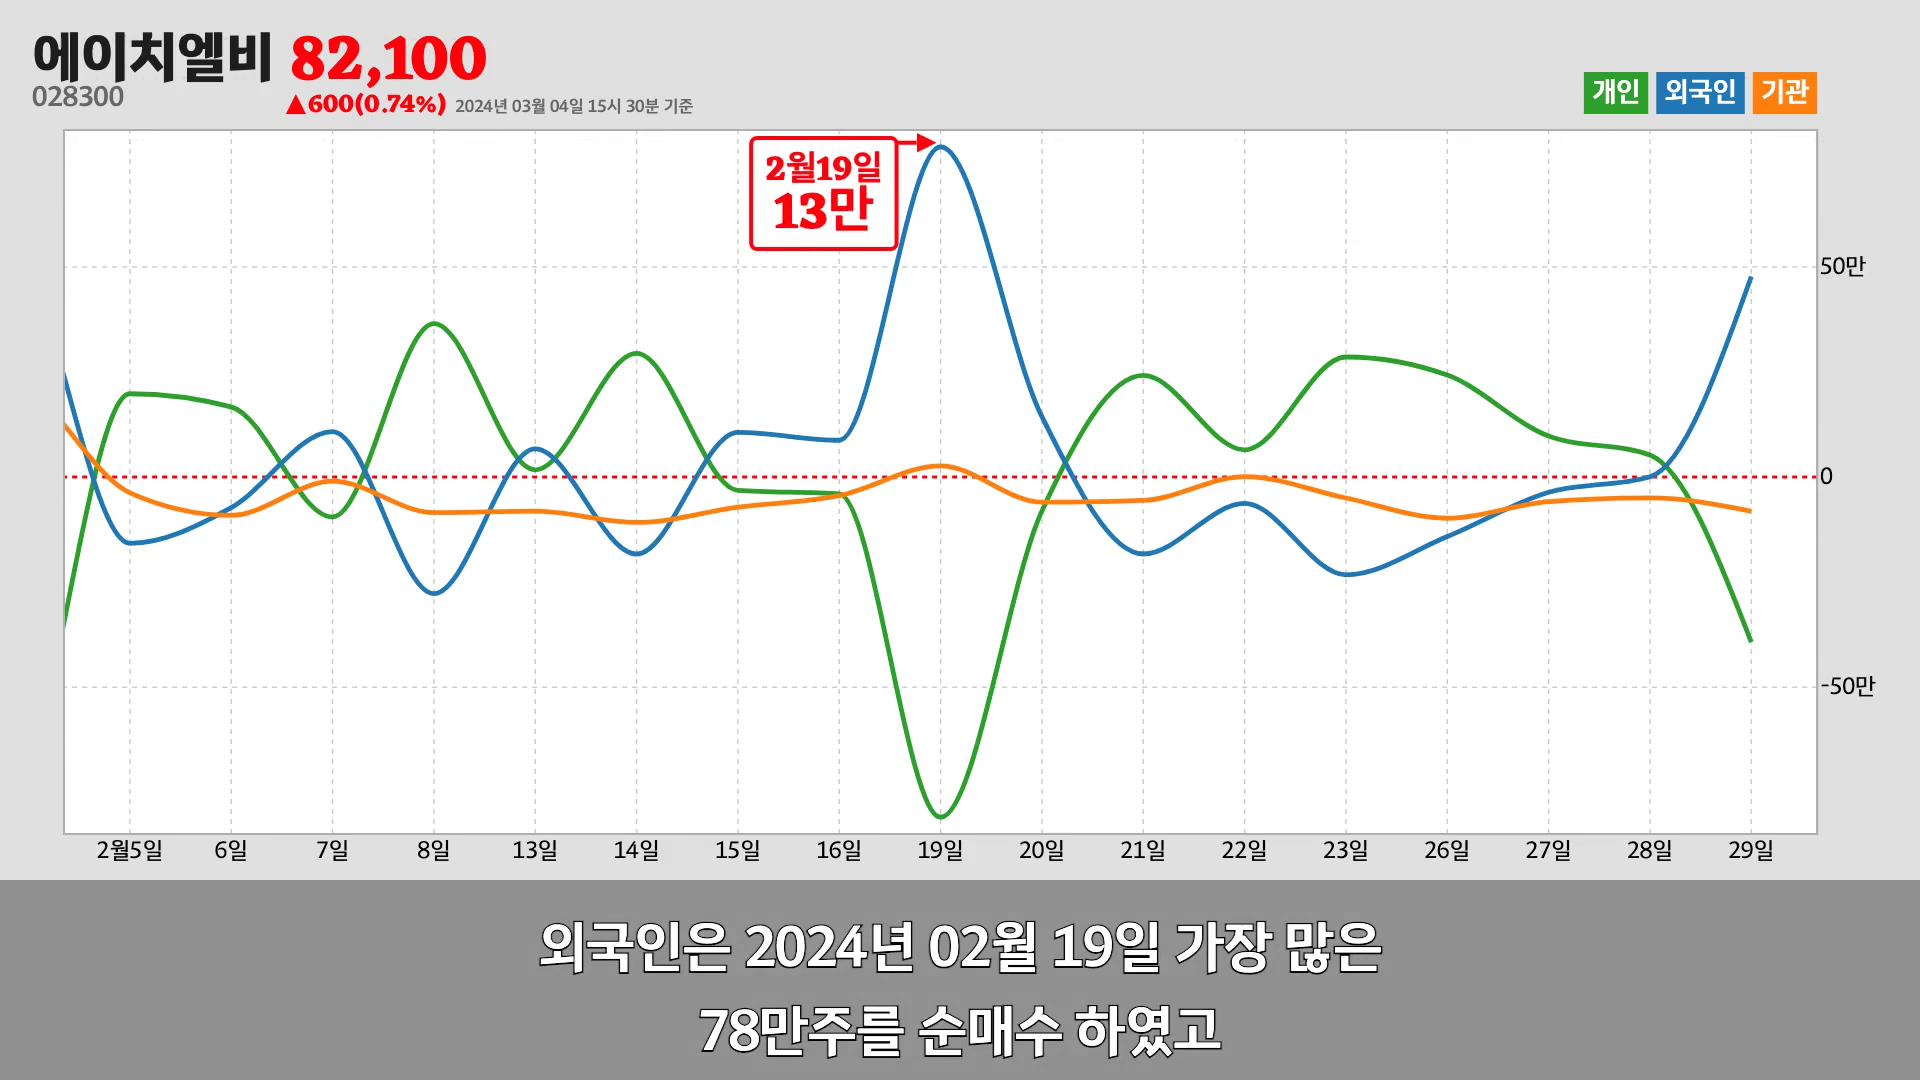 에이치엘비 82,100
028300
▲600(0.74%) 2024년 03월 04일 15시 30분 기준
개인 외국인 기관
2월19일
13만
50만
0
-50만
2월5일 6일 7일 8일 13일 14일 15일 16일 19일 20일 21일 22일 23일 26일 27일 28일 29일
외국인은 2024년 02월 19일 가장 많은
78만주를 순매수 하였고